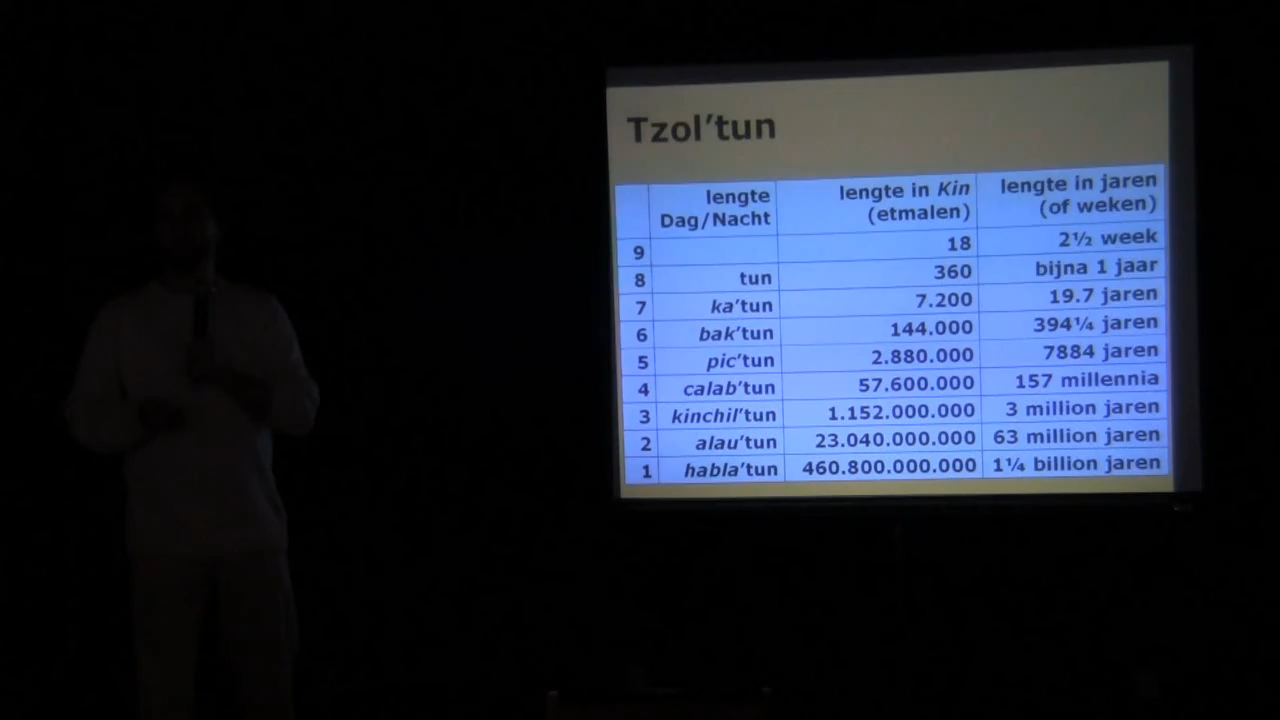 Tzol’tun
lengte Dag/Nacht lengte in Kin (etmalen) lengte in jaren (of weken)
9 18 2½ week
8 tun 360 bijna 1 jaar
7 ka’tun 7.200 19.7 jaren
6 bak’tun 144.000 394¼ jaren
5 pic’tun 2.880.000 7884 jaren
4 calab’tun 57.600.000 157 millennia
3 kinchil’tun 1.152.000.000 3 million jaren
2 alau’tun 23.040.000.000 63 million jaren
1 habla’tun 460.800.000.000 1¼ billion jaren